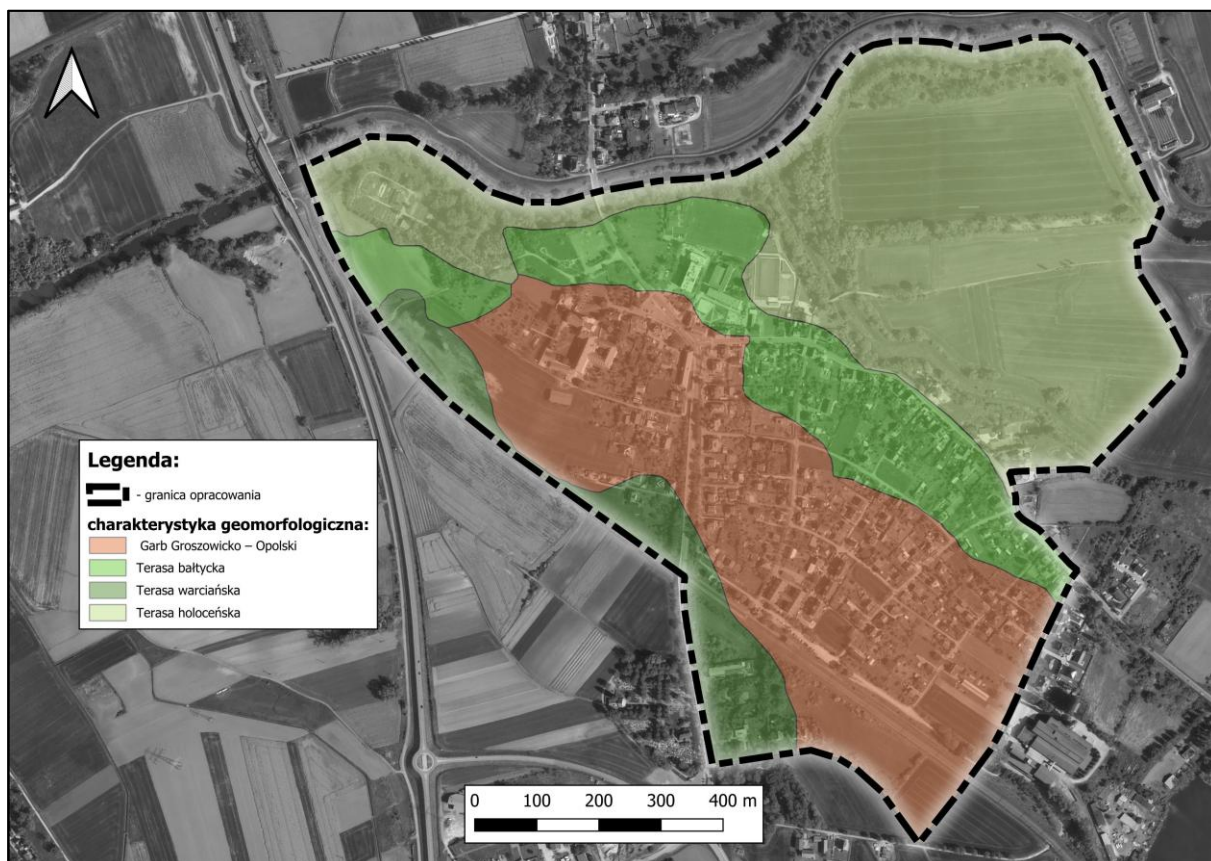 Legenda:
- granica opracowania
charakterystyka geomorfologiczna:
Garb Groszowicko – Opolski
Terasa bałtycka
Terasa warciańska
Terasa holoceńska
0 100 200 300 400 m